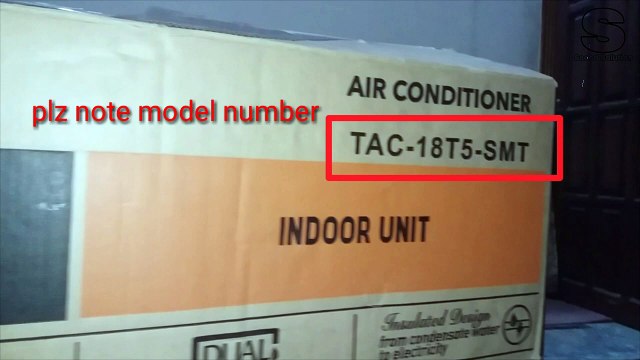 AIR CONDITIONER
plz note model number
TAC-18T5-SMT
INDOOR UNIT
Insulated Design
from condensate water
to electricity
DUAL
S